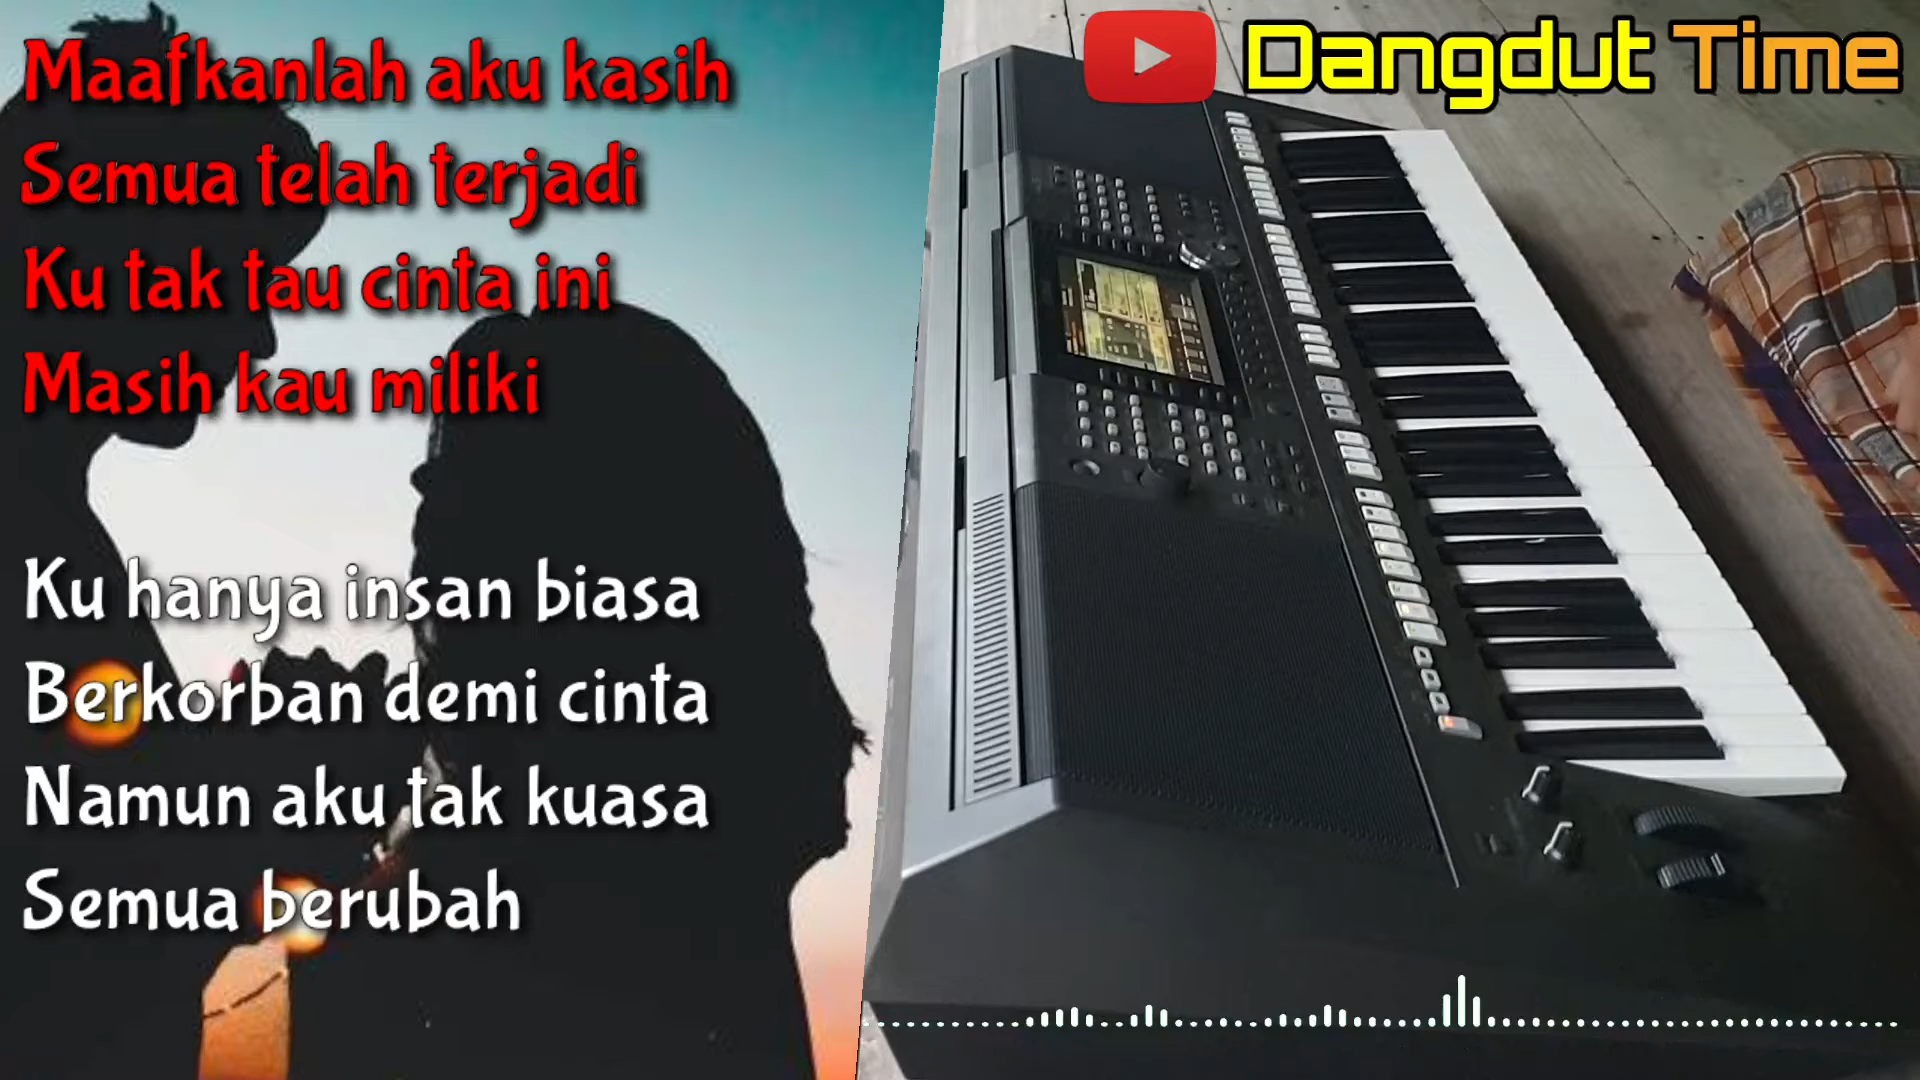 Maafkanlah aku kasih
Semua telah terjadi
Ku tak tau cinta ini
Masih kau miliki
Ku hanya insan biasa
Berkorban demi cinta
Namun aku tak kuasa
Semua berubah
Dangdut Time